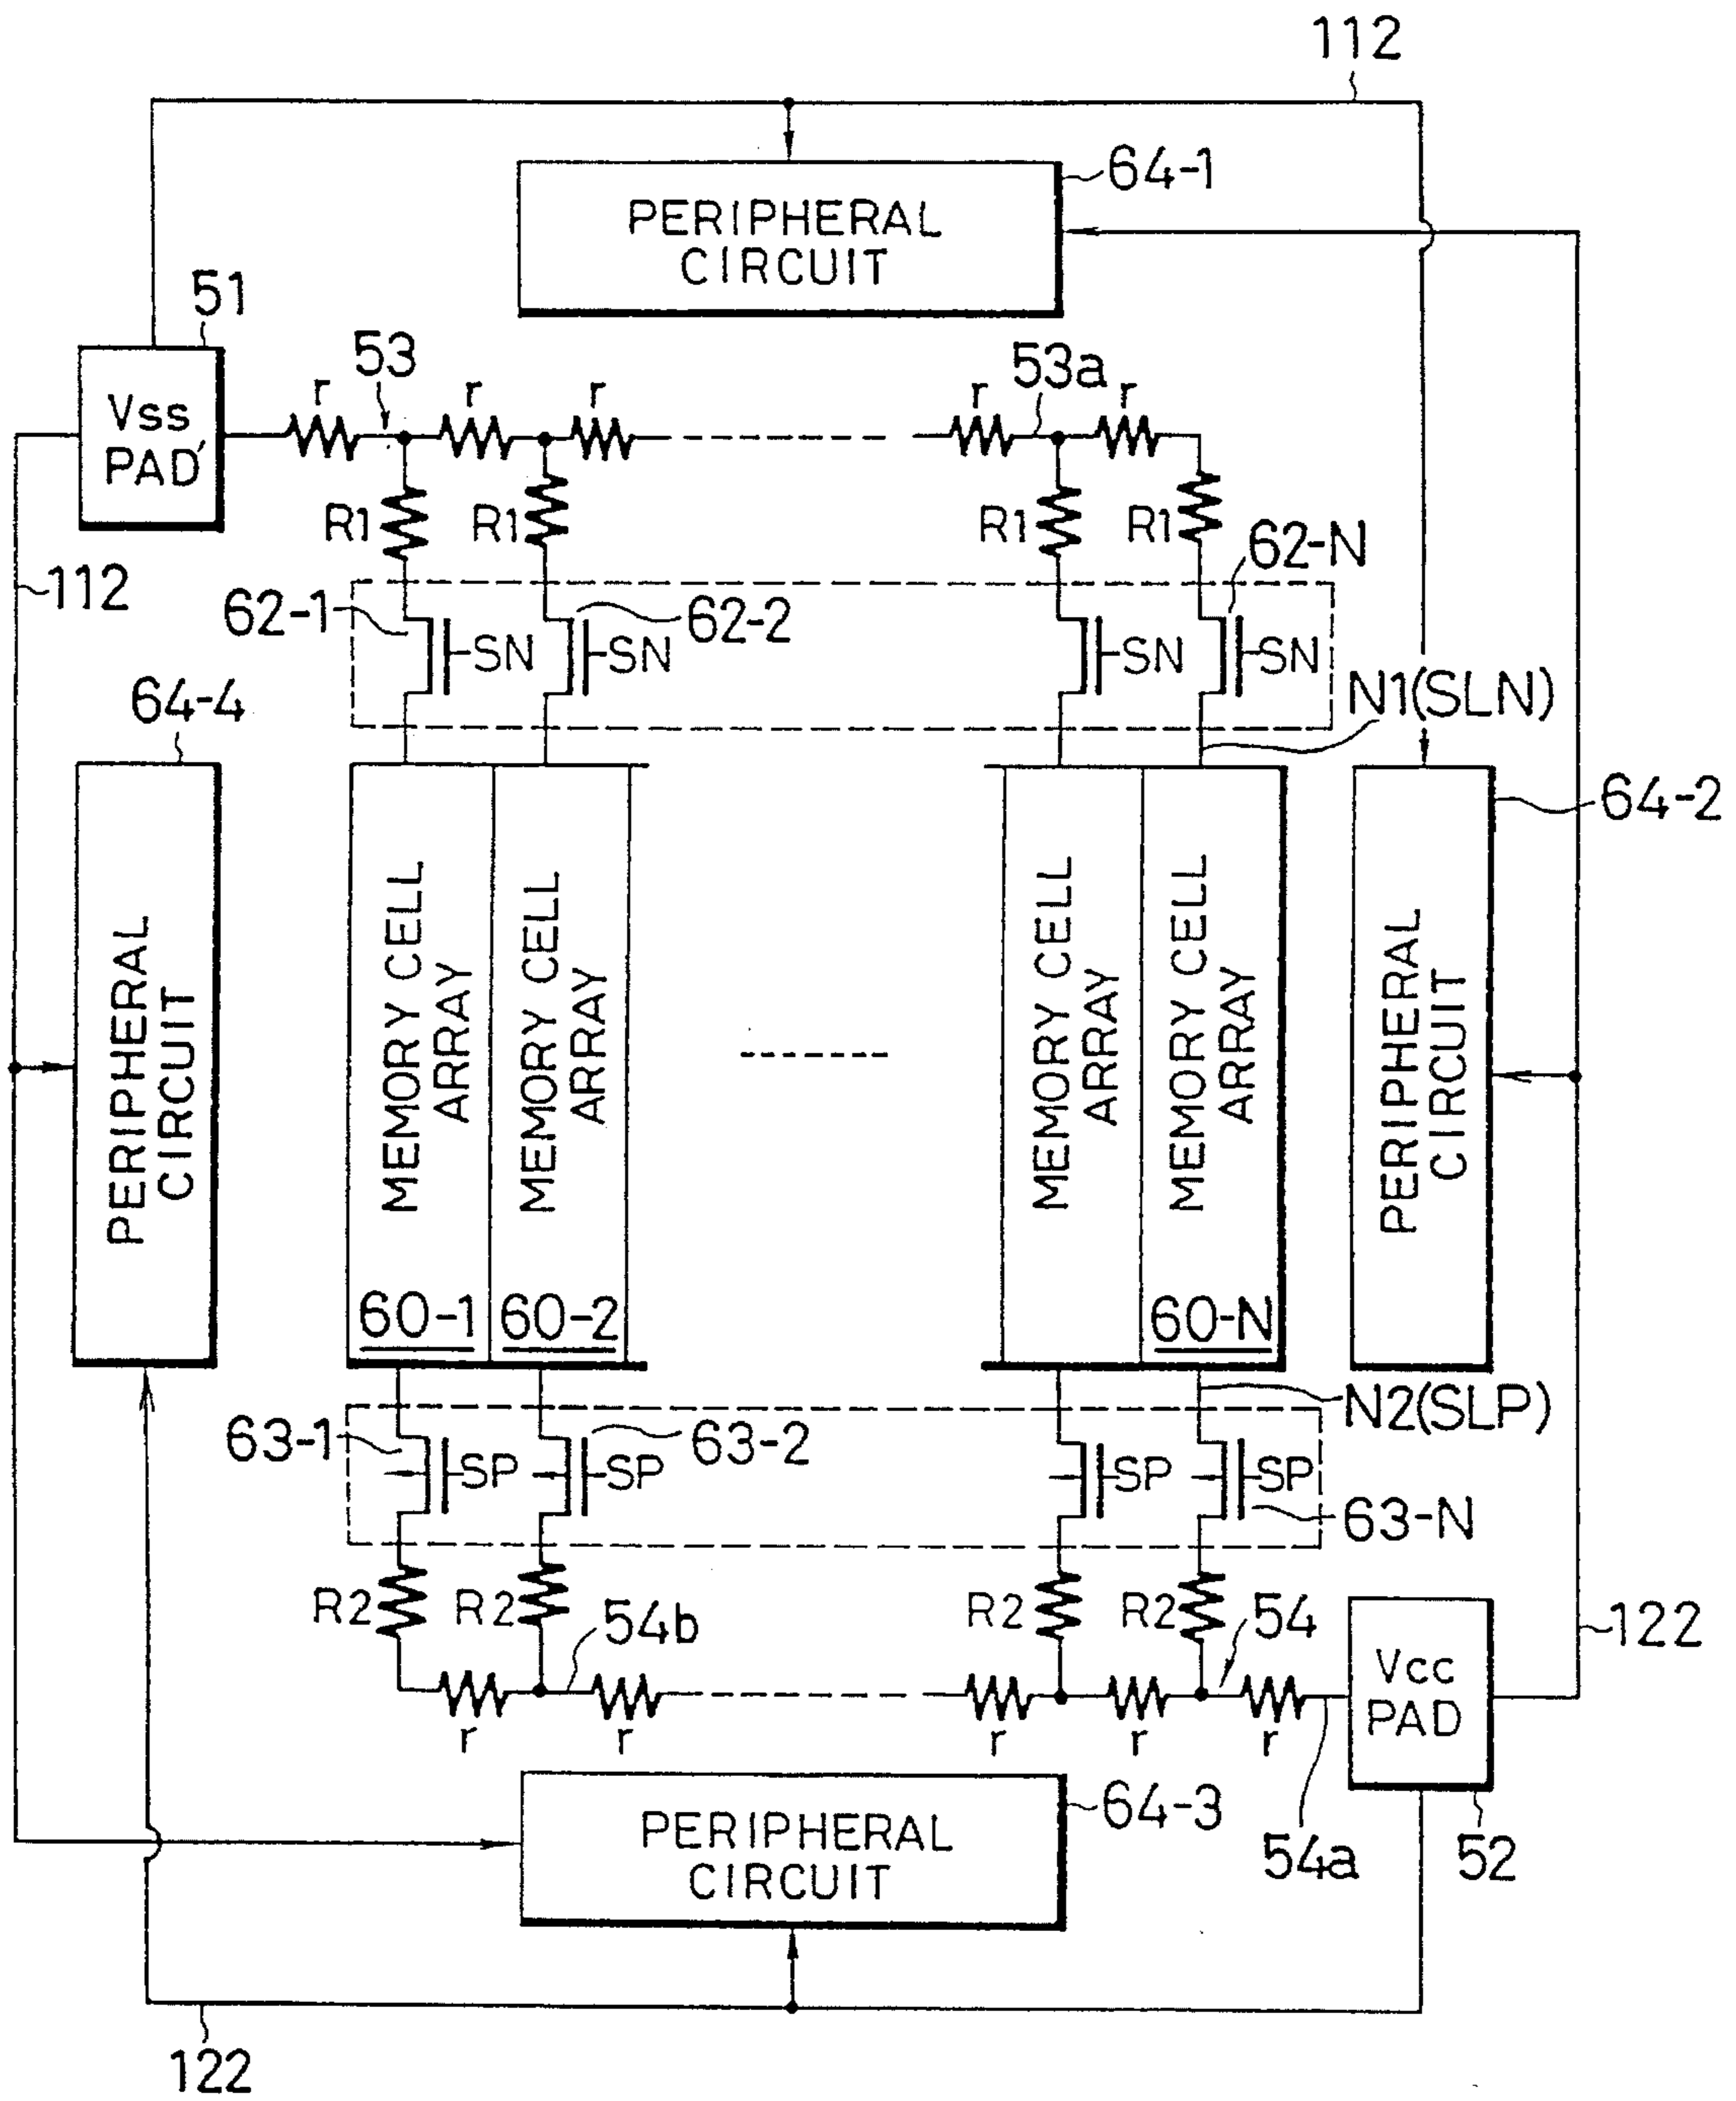 112
64-1
PERIPHERAL
CIRCUIT
51
Vss
PAD'
r
53
r
r
r
53a
r
R1
R1
R1
R1
62-N
112
62-1
62-2
SN
SN
SN
SN
N1(SLN)
64-4
64-2
PERIPHERAL
CIRCUIT
MEMORY CELL
ARRAY
60-1
MEMORY CELL
ARRAY
60-2
MEMORY CELL
ARRAY
MEMORY CELL
ARRAY
60-N
PERIPHERAL
CIRCUIT
N2(SLP)
63-1
SP
SP
63-2
SP
SP
63-N
R2
R2
54b
R2
R2
54
122
Vcc
PAD
r
r
r
r
r
64-3
PERIPHERAL
CIRCUIT
54a
52
122